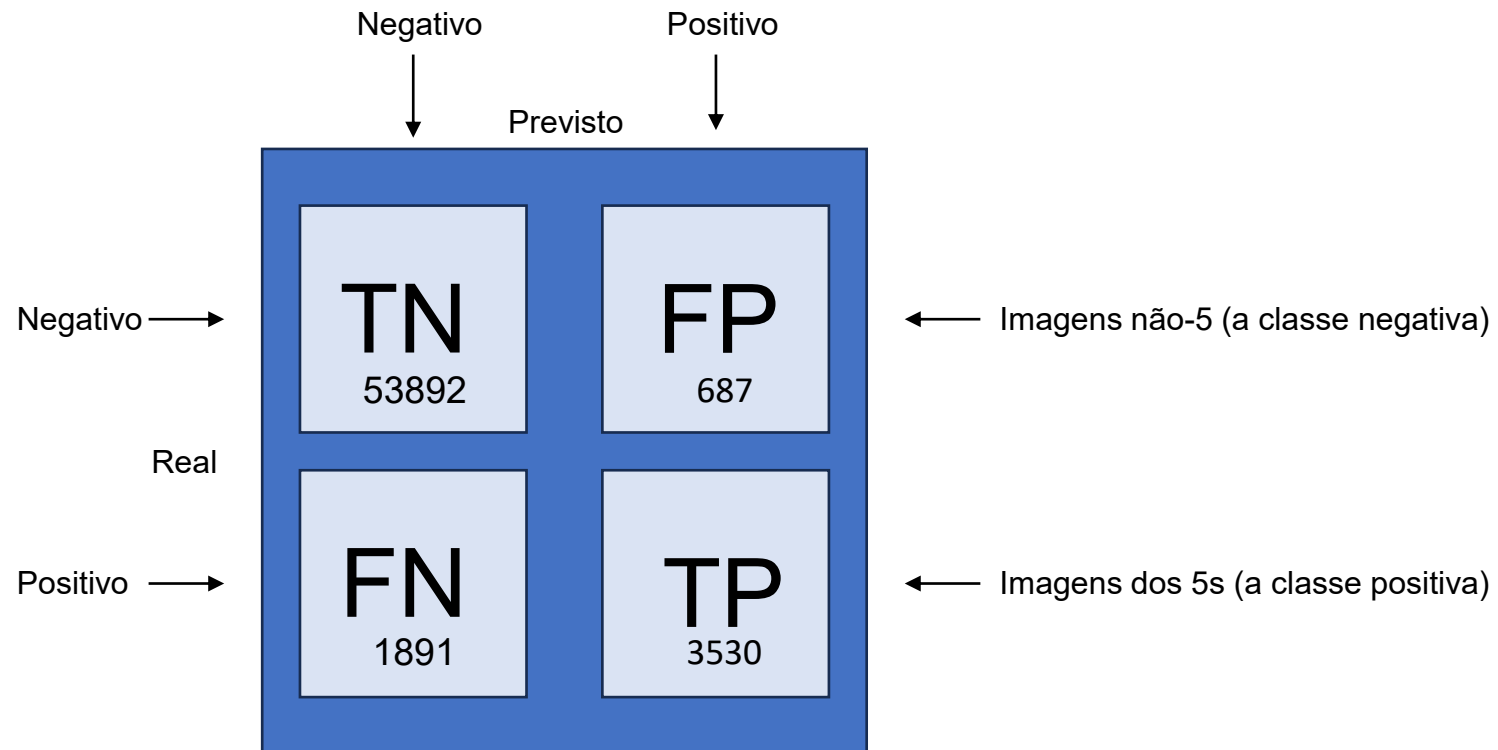 Negativo Positivo
Previsto
TN FP
Negativo Imagens não-5 (a classe negativa)
53892 687
Real
FN TP
Positivo Imagens dos 5s (a classe positiva)
1891 3530